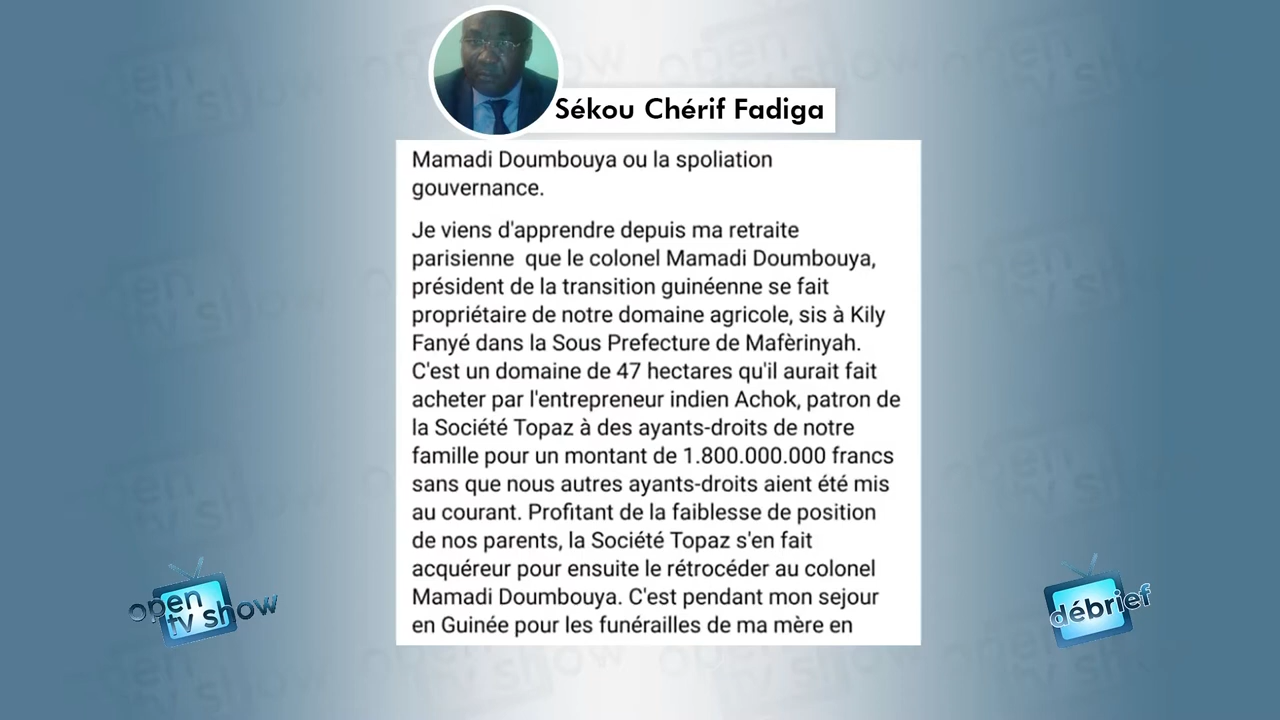 Sékou Chérif Fadiga
Mamadi Doumbouya ou la spoliation
gouvernance.
Je viens d'apprendre depuis ma retraite
parisienne  que le colonel Mamadi Doumbouya,
président de la transition guinéenne se fait
propriétaire de notre domaine agricole, sis à Kily
Fanyé dans la Sous Prefecture de Mafèrinyah.
C'est un domaine de 47 hectares qu'il aurait fait
acheter par l'entrepreneur indien Achok, patron de
la Société Topaz à des ayants-droits de notre
famille pour un montant de 1.800.000.000 francs
sans que nous autres ayants-droits aient été mis
au courant. Profitant de la faiblesse de position
de nos parents, la Société Topaz s'en fait
acquéreur pour ensuite le rétrocéder au colonel
Mamadi Doumbouya. C'est pendant mon sejour
en Guinée pour les funérailles de ma mère en
open
tv show
débrief